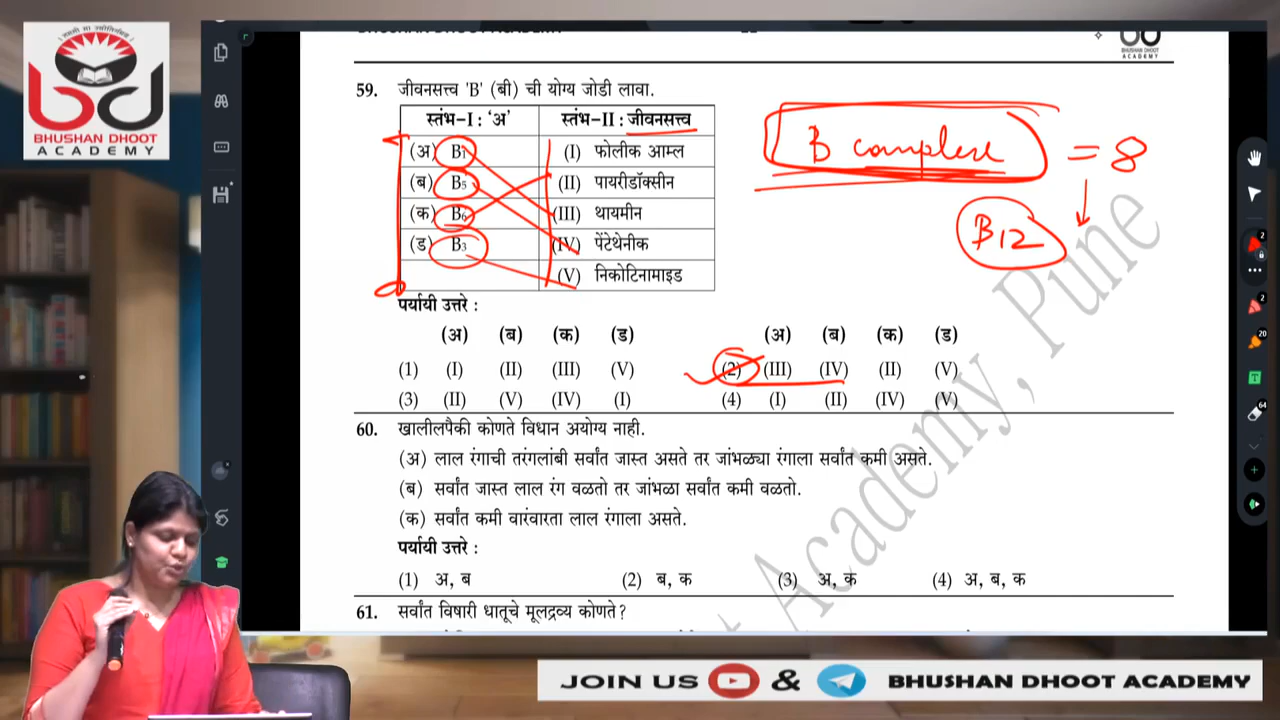 BHUSHAN DHOOT
ACADEMY
BHUSHAN DHOOT
ACADEMY
59. जीवनसत्त्व 'B' (बी) ची योग्य जोडी लावा.
स्तंभ-I : 'अ' स्तंभ-II : जीवनसत्त्व
(अ) B1 (I) फोलीक आम्ल
(ब) B5 (II) पायरीडॉक्सीन
(क) B6 (III) थायमीन
(ड) B3 (IV) पेंटेथेनीक
(V) निकोटिनामाइड
B complex = 8
B12
पर्यायी उत्तरे :
(अ) (ब) (क) (ड) (अ) (ब) (क) (ड)
(1) (I) (II) (III) (V) (2) (III) (IV) (II) (V)
(3) (II) (V) (IV) (I) (4) (I) (II) (IV) (V)
60. खालीलपैकी कोणते विधान अयोग्य नाही.
(अ) लाल रंगाची तरंगलांबी सर्वांत जास्त असते तर जांभळ्या रंगाला सर्वांत कमी असते.
(ब) सर्वांत जास्त लाल रंग वळतो तर जांभळा सर्वांत कमी वळतो.
(क) सर्वांत कमी वारंवारता लाल रंगाला असते.
पर्यायी उत्तरे :
(1) अ, ब (2) ब, क (3) अ, क (4) अ, ब, क
61. सर्वांत विषारी धातूचे मूलद्रव्य कोणते ?
Academy, Pune
JOIN US & BHUSHAN DHOOT ACADEMY